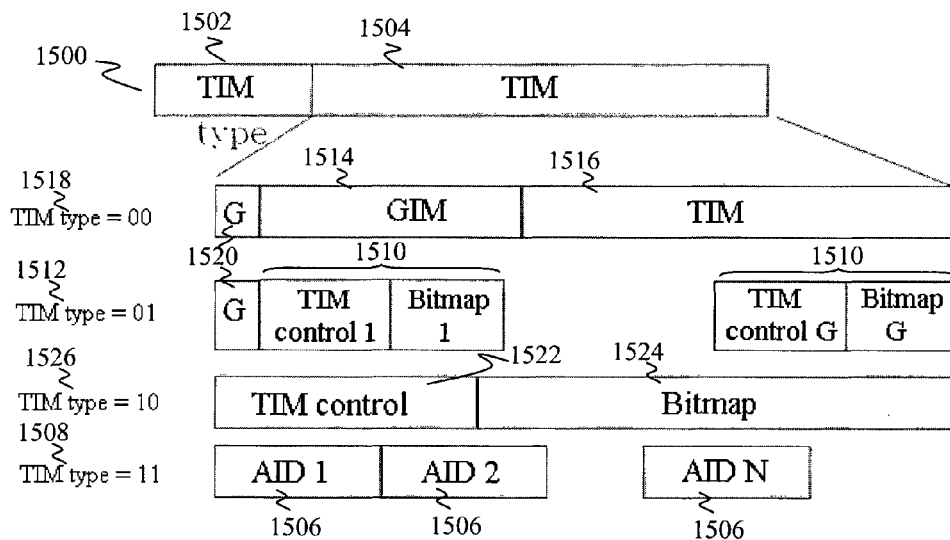 1502
1504
1500
TIM
TIM
type
1514
1516
1518
TIM type = 00
G
GIM
TIM
1520
1510
1510
1512
TIM type = 01
G
TIM control 1
Bitmap 1
TIM control G
Bitmap G
1522
1524
1526
TIM type = 10
TIM control
Bitmap
1508
TIM type = 11
AID 1
AID 2
AID N
1506
1506
1506